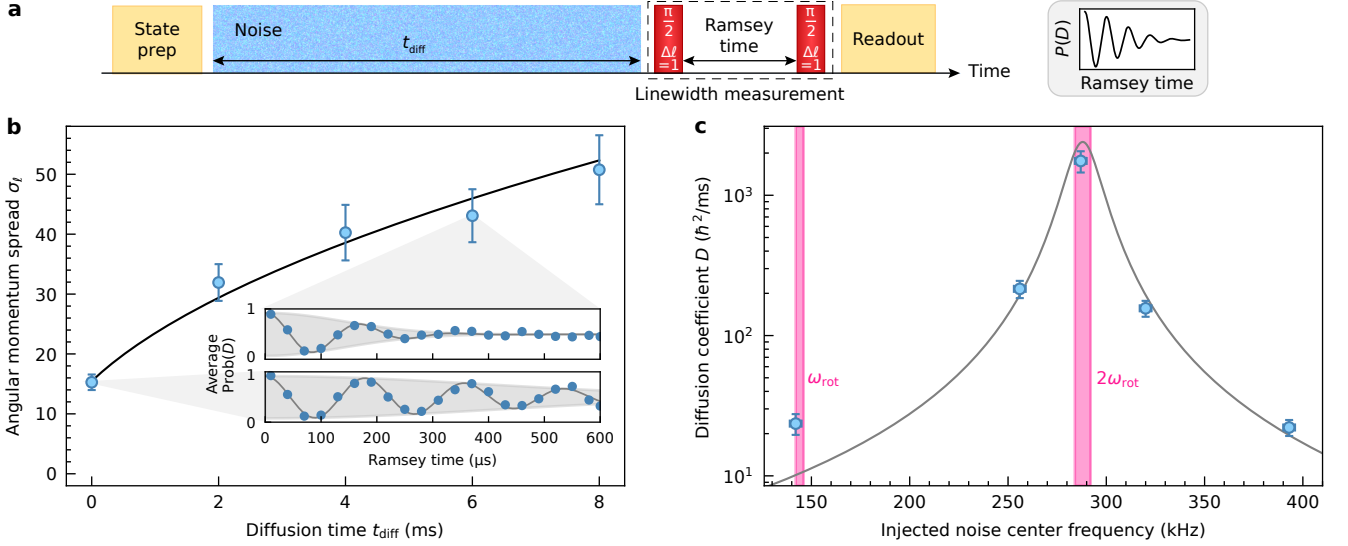 a
State
prep
Noise
t_diff
π
2
Δℓ
=1
Ramsey
time
π
2
Δℓ
=1
Readout
Time
Linewidth measurement
P(D)
Ramsey time
b
Angular momentum spread σ_ℓ
50
40
30
20
10
0
0 2 4 6 8
Diffusion time t_diff (ms)
Average
Prob(D)
1
0
1
0
0 100 200 300 400 500 600
Ramsey time (μs)
c
Diffusion coefficient D (ħ²/ms)
10³
10²
10¹
ω_rot
2ω_rot
150 200 250 300 350 400
Injected noise center frequency (kHz)